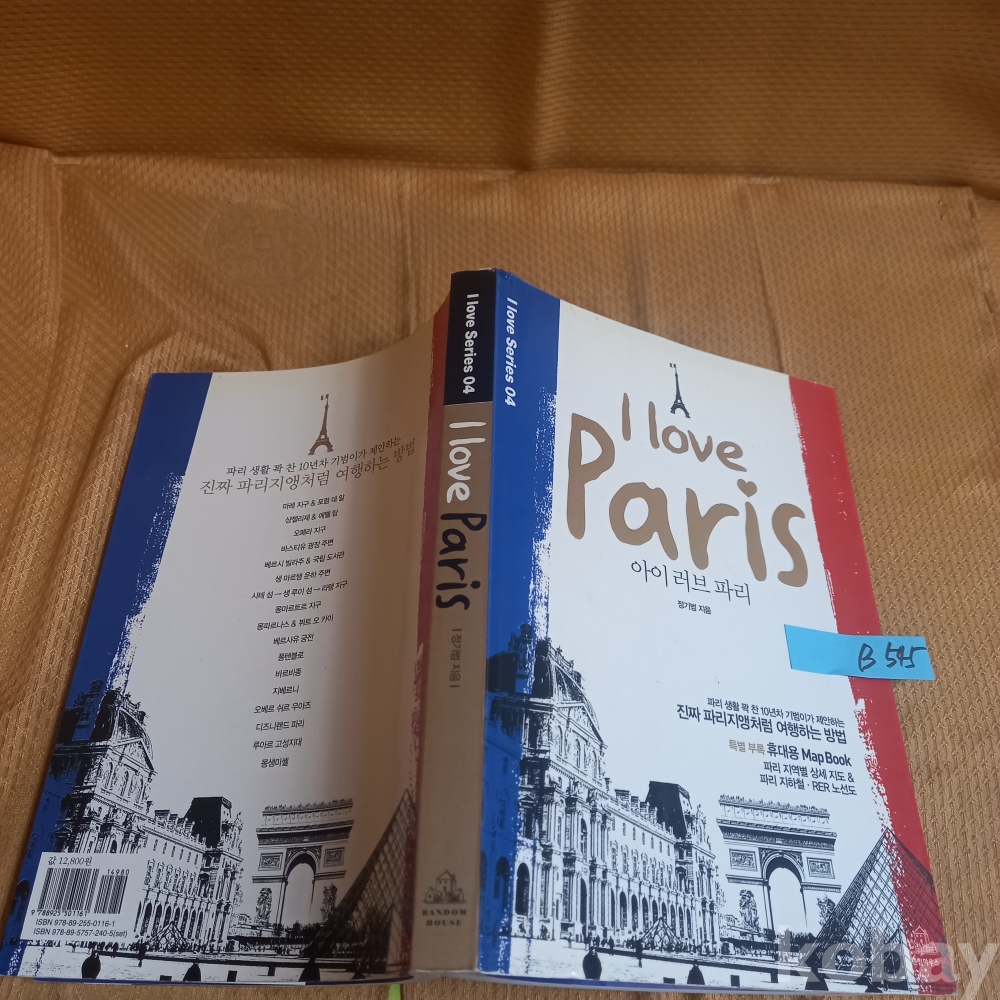 I love Series 04
I love
Paris
아이 러브 파리
정기범 지음
B 545
파리 생활 꽉 찬 10년차 기범이가 제안하는
진짜 파리지앵처럼 여행하는 방법
특별 부록 휴대용 Map Book
파리 지역별 상세 지도 &
파리 지하철 · RER 노선도
I love Series 04
I love Paris
| 정기범 지음 |
RANDOM
HOUSE
파리 생활 꽉 찬 10년차 기범이가 제안하는
진짜 파리지앵처럼 여행하는 방법
마레 지구 & 포럼 데 알
샹젤리제 & 에펠 탑
오페라 지구
바스티유 광장 주변
베르시 빌라주 & 국립 도서관
생 마르탱 운하 주변
시테 섬 – 생 루이 섬 – 라탱 지구
몽마르트르 지구
몽파르나스 & 뷔트 오 카이
베르사유 궁전
퐁텐블로
바르비종
지베르니
오베르 쉬르 우아즈
디즈니랜드 파리
루아르 고성지대
몽생미셸
값 12,800원
14980
9 788925 501161
ISBN 978-89-255-0116-1
ISBN 978-89-5757-240-5(set)
kobay